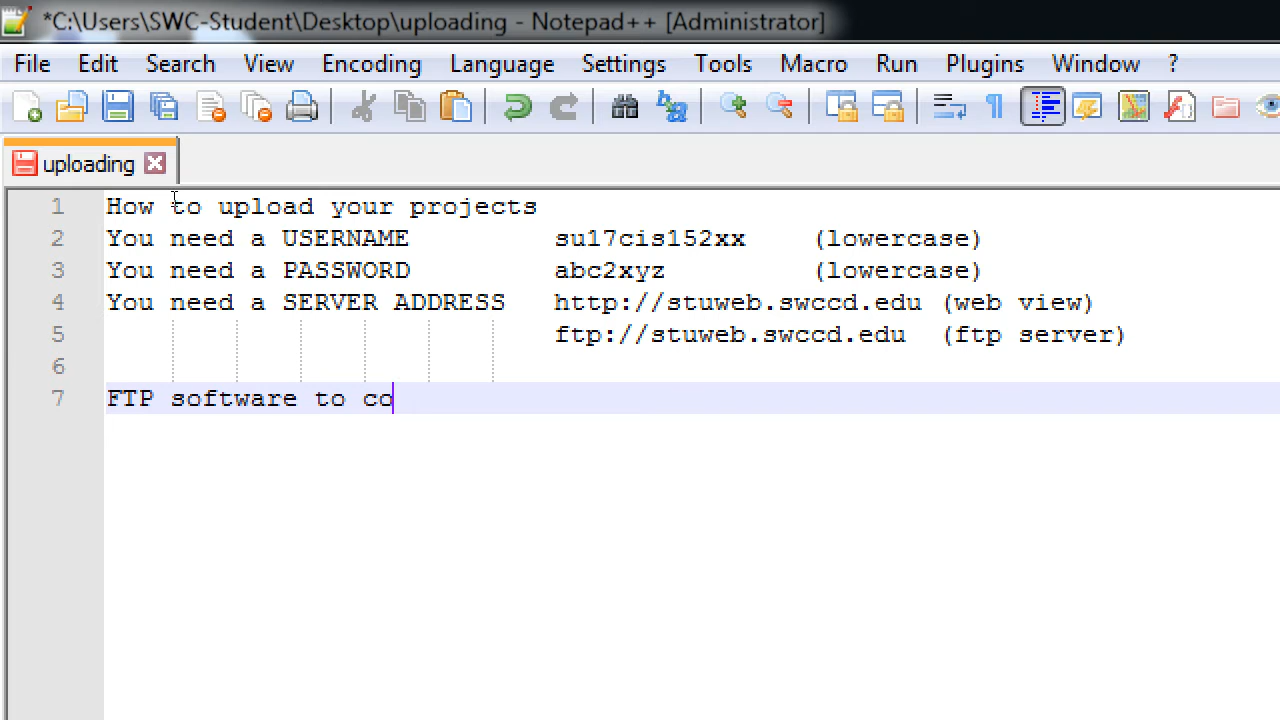 *C:\Users\SWC-Student\Desktop\uploading - Notepad++ [Administrator]
File Edit Search View Encoding Language Settings Tools Macro Run Plugins Window ?
uploading
1 How to upload your projects
2 You need a USERNAME su17cis152xx (lowercase)
3 You need a PASSWORD abc2xyz (lowercase)
4 You need a SERVER ADDRESS http://stuweb.swccd.edu (web view)
5 ftp://stuweb.swccd.edu (ftp server)
6
7 FTP software to co